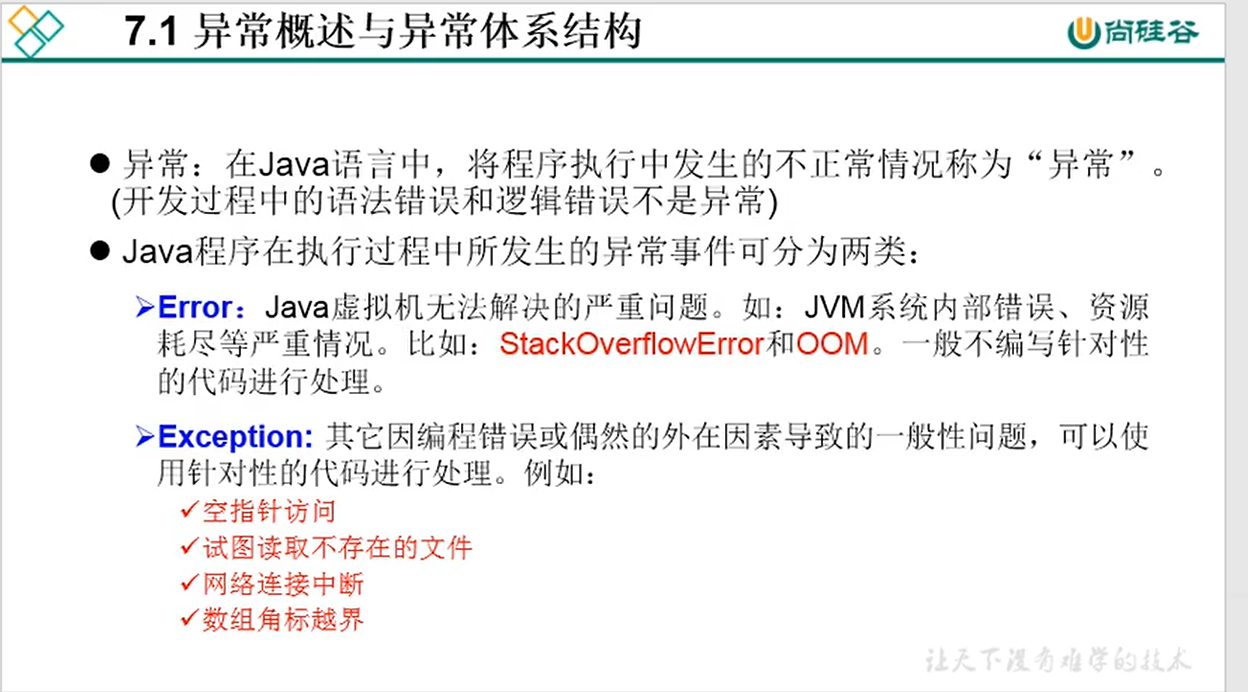 7.1 异常概述与异常体系结构
尚硅谷
● 异常：在Java语言中，将程序执行中发生的不正常情况称为“异常”。
(开发过程中的语法错误和逻辑错误不是异常)
● Java程序在执行过程中所发生的异常事件可分为两类：
➢Error：Java虚拟机无法解决的严重问题。如：JVM系统内部错误、资源
耗尽等严重情况。比如：StackOverflowError和OOM。一般不编写针对性
的代码进行处理。
➢Exception: 其它因编程错误或偶然的外在因素导致的一般性问题，可以使
用针对性的代码进行处理。例如：
✓空指针访问
✓试图读取不存在的文件
✓网络连接中断
✓数组角标越界
让天下没有难学的技术